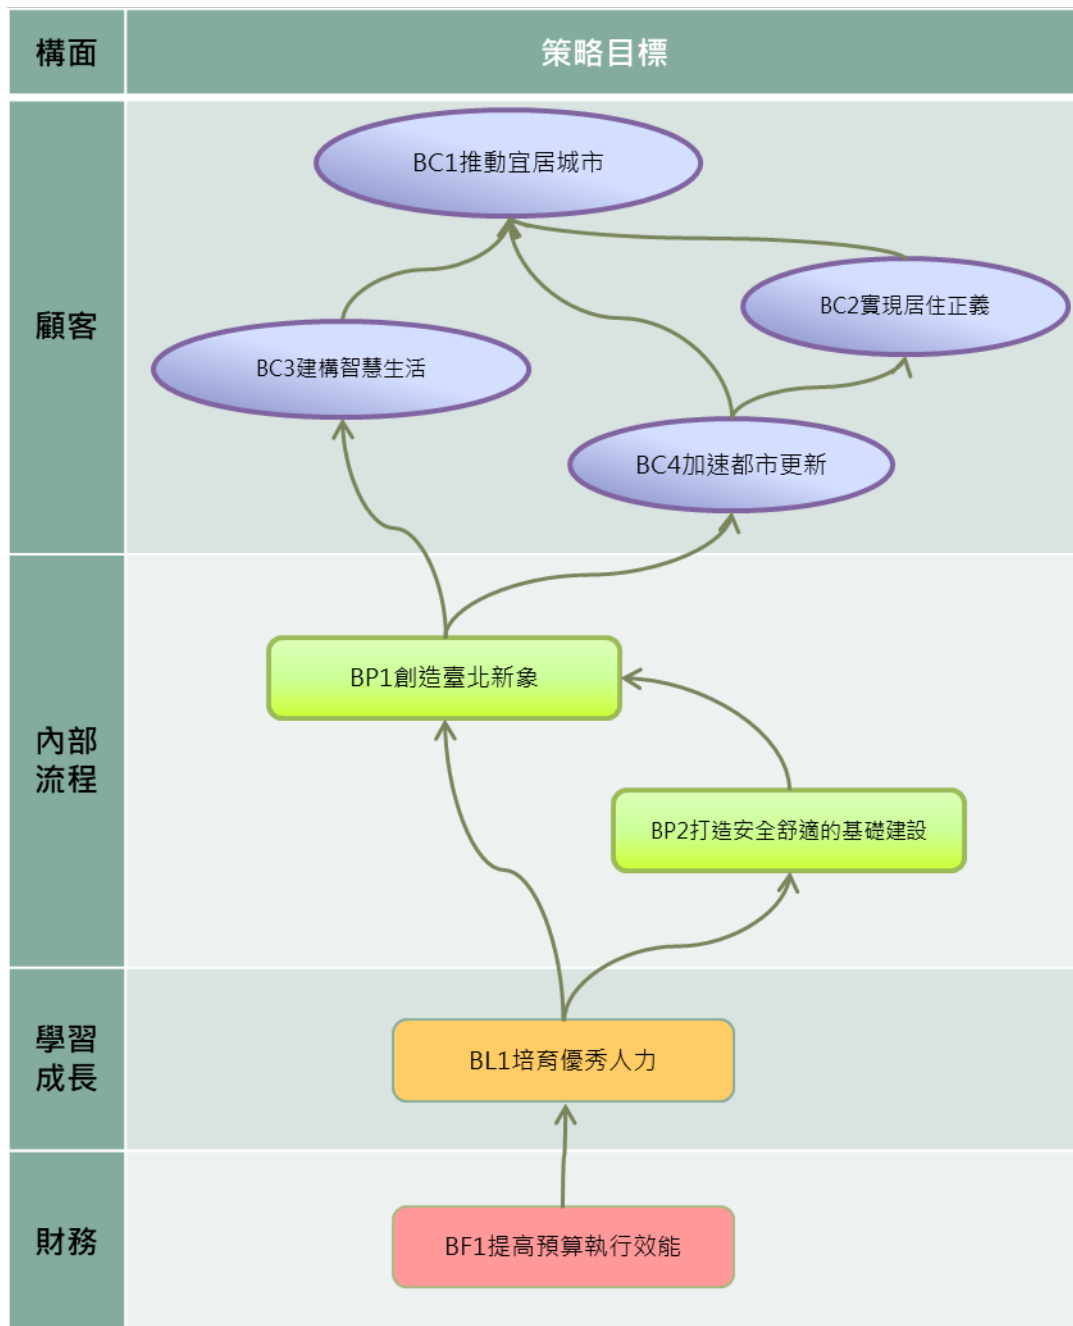 構面
策略目標
顧客
BC1推動宜居城市
BC2實現居住正義
BC3建構智慧生活
BC4加速都市更新
內部
流程
BP1創造臺北新象
BP2打造安全舒適的基礎建設
學習
成長
BL1培育優秀人力
財務
BF1提高預算執行效能